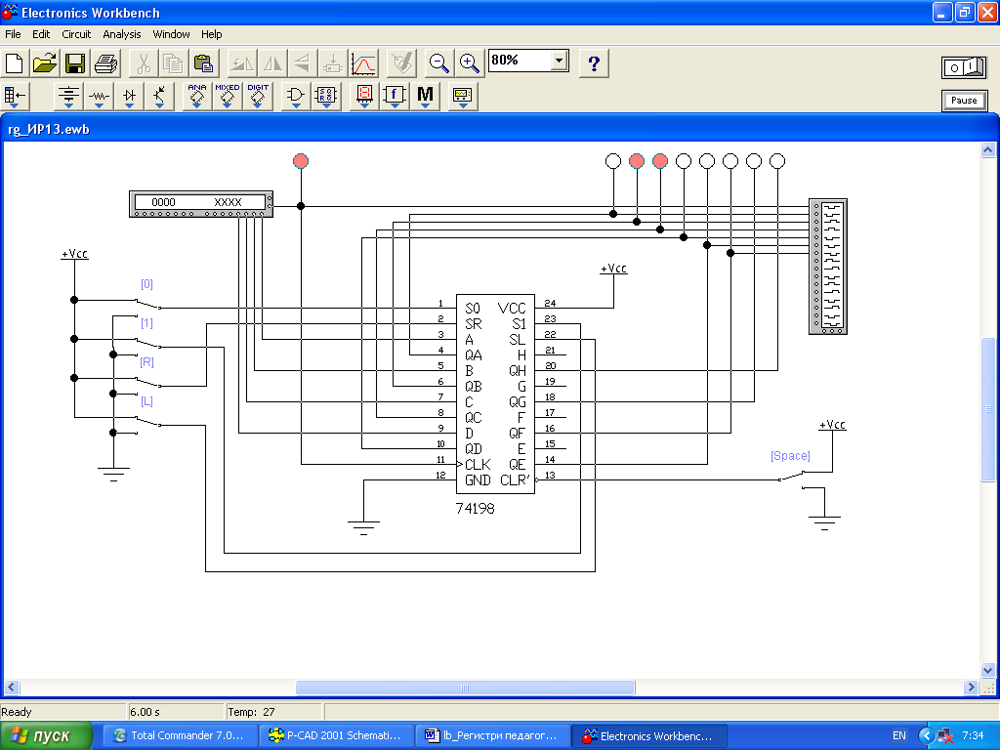 Electronics Workbench
File Edit Circuit Analysis Window Help
80%
?
ANA MIXED DIGIT
f M
Pause
rg_ИР13.ewb
0000 XXXX
+Vcc
[0]
[1]
[R]
[L]
+Vcc
1 S0 VCC 24
2 SR S1 23
3 A SL 22
4 QA H 21
5 B QH 20
6 QB G 19
7 C QG 18
8 QC F 17
9 D QF 16
10 QD E 15
11 CLK QE 14
12 GND CLR' 13
74198
+Vcc
[Space]
Ready 6.00 s Temp: 27
пуск Total Commander 7.0... P-CAD 2001 Schemati... lb_Регистри педагог... Electronics Workbenc... EN 7:34